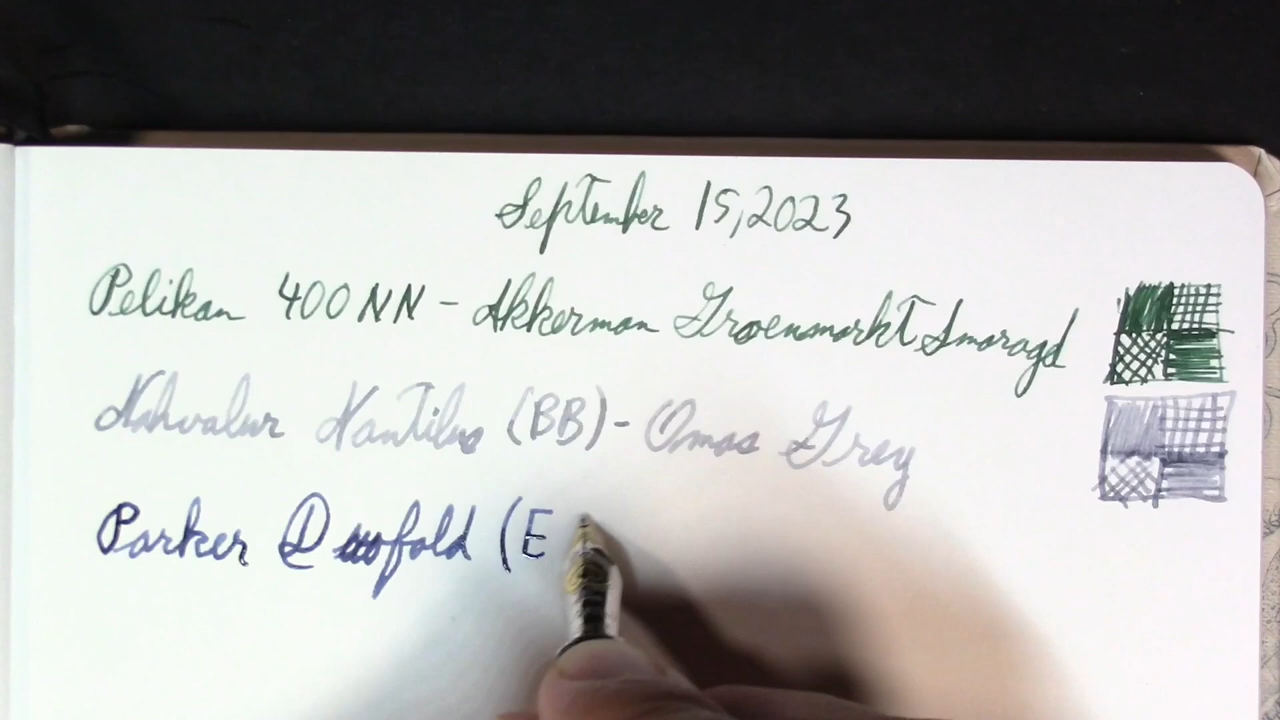 September 15, 2023
Pelikan 400NN - Akkerman Groenmarkt Smaragd
Nahvalur Nautilus (BB) - Omas Grey
Parker Duofold (E